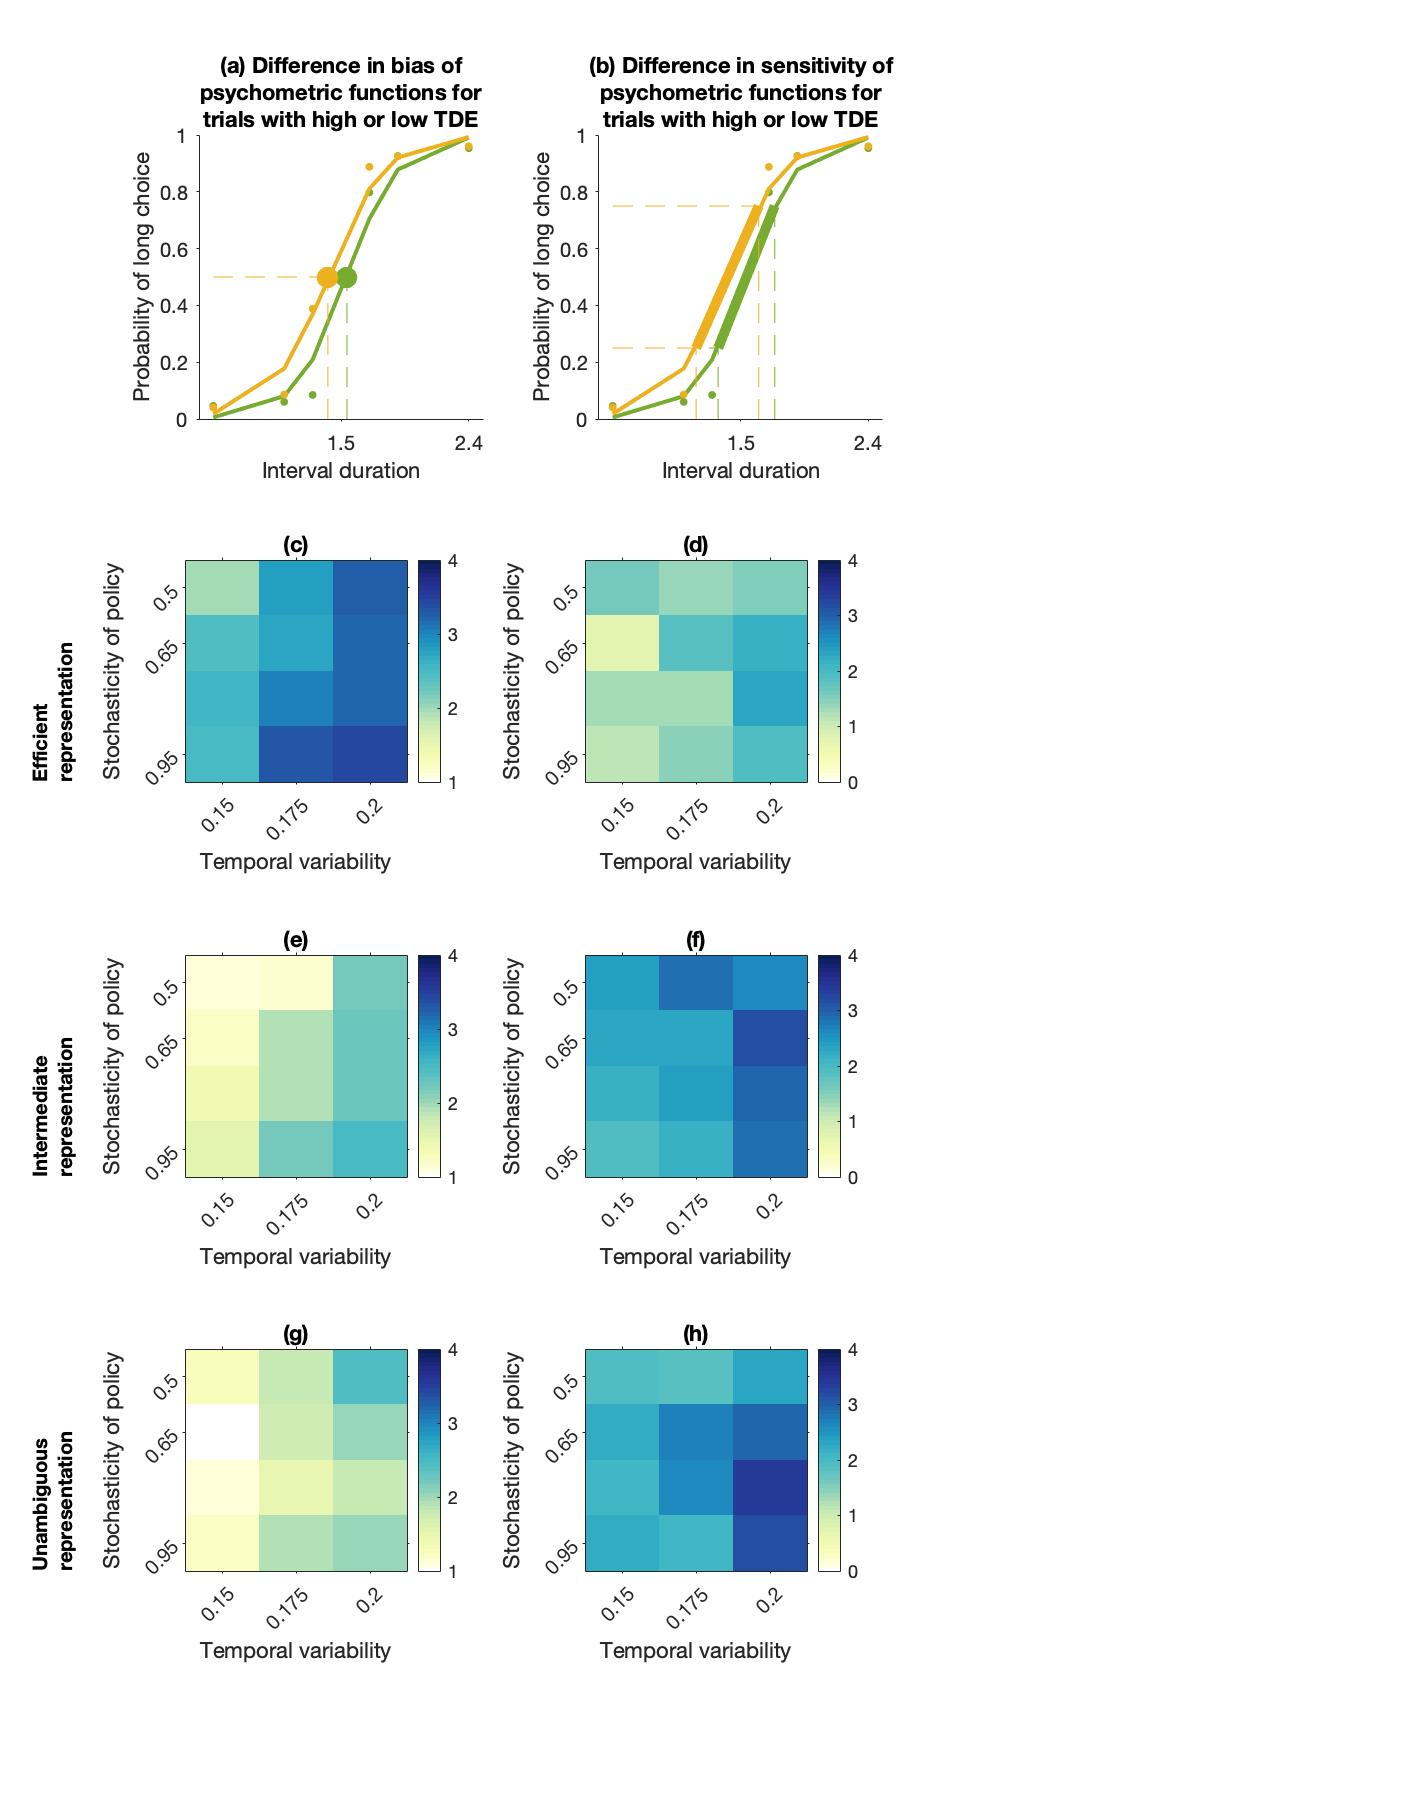 (a) Difference in bias of
psychometric functions for
trials with high or low TDE
1
0.8
0.6
0.4
0.2
0
Probability of long choice
1.5
2.4
Interval duration
(b) Difference in sensitivity of
psychometric functions for
trials with high or low TDE
1
0.8
0.6
0.4
0.2
0
Probability of long choice
1.5
2.4
Interval duration
Efficient
representation
(c)
Stochasticity of policy
0.5
0.65
0.95
0.15
0.175
0.2
Temporal variability
4
3
2
1
(d)
Stochasticity of policy
0.5
0.65
0.95
0.15
0.175
0.2
Temporal variability
4
3
2
1
0
Intermediate
representation
(e)
Stochasticity of policy
0.5
0.65
0.95
0.15
0.175
0.2
Temporal variability
4
3
2
1
(f)
Stochasticity of policy
0.5
0.65
0.95
0.15
0.175
0.2
Temporal variability
4
3
2
1
0
Unambiguous
representation
(g)
Stochasticity of policy
0.5
0.65
0.95
0.15
0.175
0.2
Temporal variability
4
3
2
1
(h)
Stochasticity of policy
0.5
0.65
0.95
0.15
0.175
0.2
Temporal variability
4
3
2
1
0